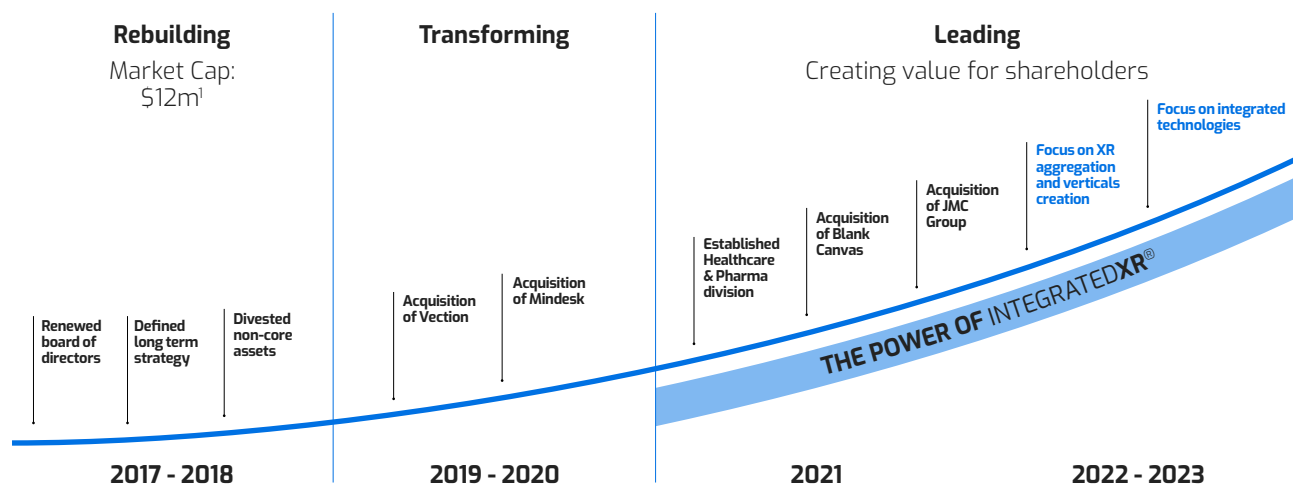 Rebuilding
Market Cap:
$12m¹
Transforming
Leading
Creating value for shareholders
Renewed
board of
directors
Defined
long term
strategy
Divested
non-core
assets
Acquisition
of Vection
Acquisition
of Mindesk
Established
Healthcare
& Pharma
division
Acquisition
of Blank
Canvas
Acquisition
of JMC
Group
Focus on XR
aggregation
and verticals
creation
Focus on integrated
technologies
THE POWER OF INTEGRATEDXR®
2017 - 2018
2019 - 2020
2021
2022 - 2023